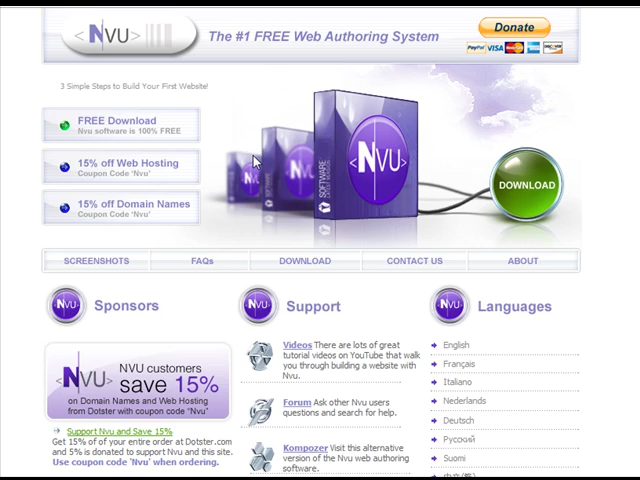 <NVU>
The #1 FREE Web Authoring System
Donate
PayPal VISA
3 Simple Steps to Build Your First Website!
FREE Download
Nvu software is 100% FREE
15% off Web Hosting
Coupon Code 'Nvu'
15% off Domain Names
Coupon Code 'Nvu'
NVU
NVU
<NVU>
SOFTWARE
DOWNLOAD
SCREENSHOTS
FAQs
DOWNLOAD
CONTACT US
ABOUT
NVU
Sponsors
<NVU>
NVU customers
save 15%
on Domain Names and Web Hosting
from Dotster with coupon code "Nvu"
Support Nvu and Save 15%
Get 15% of of your entire order at Dotster.com
and 5% is donated to support Nvu and this site.
Use coupon code 'Nvu' when ordering.
NVU
Support
Videos There are lots of great
tutorial videos on YouTube that walk
you through building a website with
Nvu.
Forum Ask other Nvu users
questions and search for help.
Kompozer Visit this alternative
version of the Nvu web authoring
software.
NVU
Languages
English
Français
Italiano
Nederlands
Deutsch
Русский
Suomi